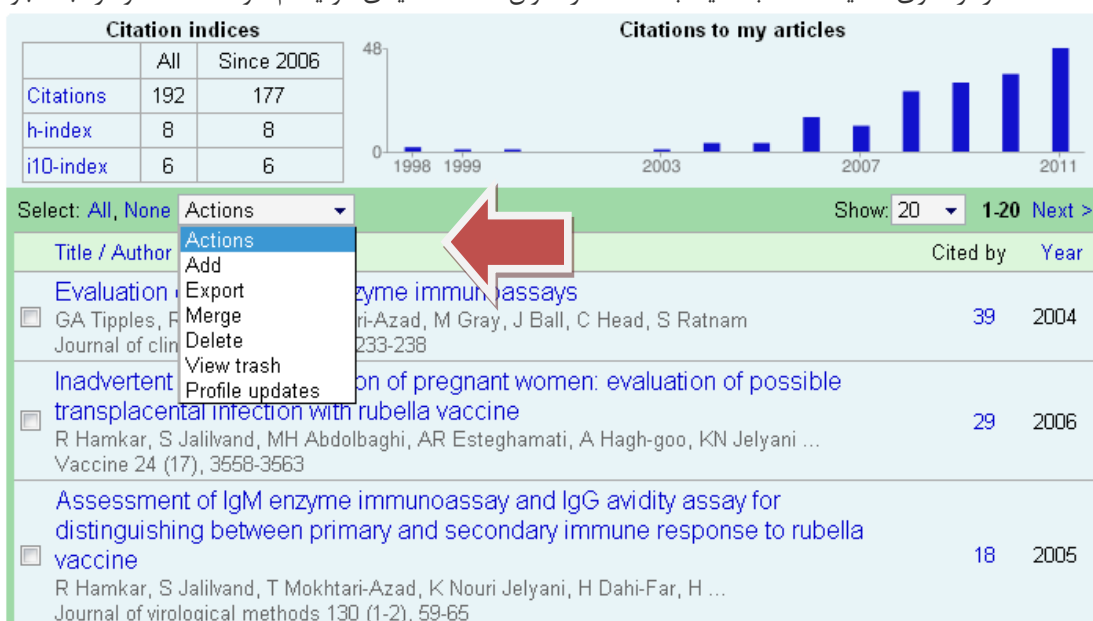 Citation indices
All Since 2006
Citations 192 177
h-index 8 8
i10-index 6 6
Citations to my articles
48
0
1998 1999 2003 2007 2011
Select: All, None Actions Show: 20 1-20 Next >
Actions
Add
Export
Merge
Delete
View trash
Profile updates
Title / Author Cited by Year
Evaluation zyme immunoassays
GA Tipples, ri-Azad, M Gray, J Ball, C Head, S Ratnam 39 2004
Journal of clin 233-238
Inadvertent on of pregnant women: evaluation of possible
transplacental infection with rubella vaccine
R Hamkar, S Jalilvand, MH Abdolbaghi, AR Esteghamati, A Hagh-goo, KN Jelyani ... 29 2006
Vaccine 24 (17), 3558-3563
Assessment of IgM enzyme immunoassay and IgG avidity assay for
distinguishing between primary and secondary immune response to rubella
vaccine 18 2005
R Hamkar, S Jalilvand, T Mokhtari-Azad, K Nouri Jelyani, H Dahi-Far, H ...
Journal of virological methods 130 (1-2), 59-65